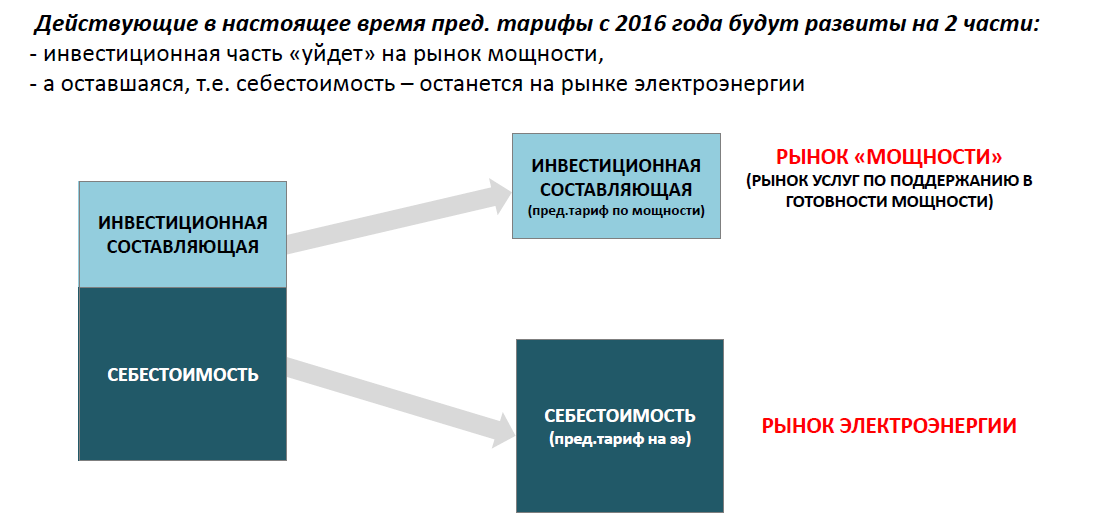 Действующие в настоящее время пред. тарифы с 2016 года будут развиты на 2 части:
- инвестиционная часть «уйдет» на рынок мощности,
- а оставшаяся, т.е. себестоимость – останется на рынке электроэнергии
ИНВЕСТИЦИОННАЯ
СОСТАВЛЯЮЩАЯ
СЕБЕСТОИМОСТЬ
ИНВЕСТИЦИОННАЯ
СОСТАВЛЯЮЩАЯ
(пред.тариф по мощности)
РЫНОК «МОЩНОСТИ»
(РЫНОК УСЛУГ ПО ПОДДЕРЖАНИЮ В
ГОТОВНОСТИ МОЩНОСТИ)
СЕБЕСТОИМОСТЬ
(пред.тариф на ээ)
РЫНОК ЭЛЕКТРОЭНЕРГИИ